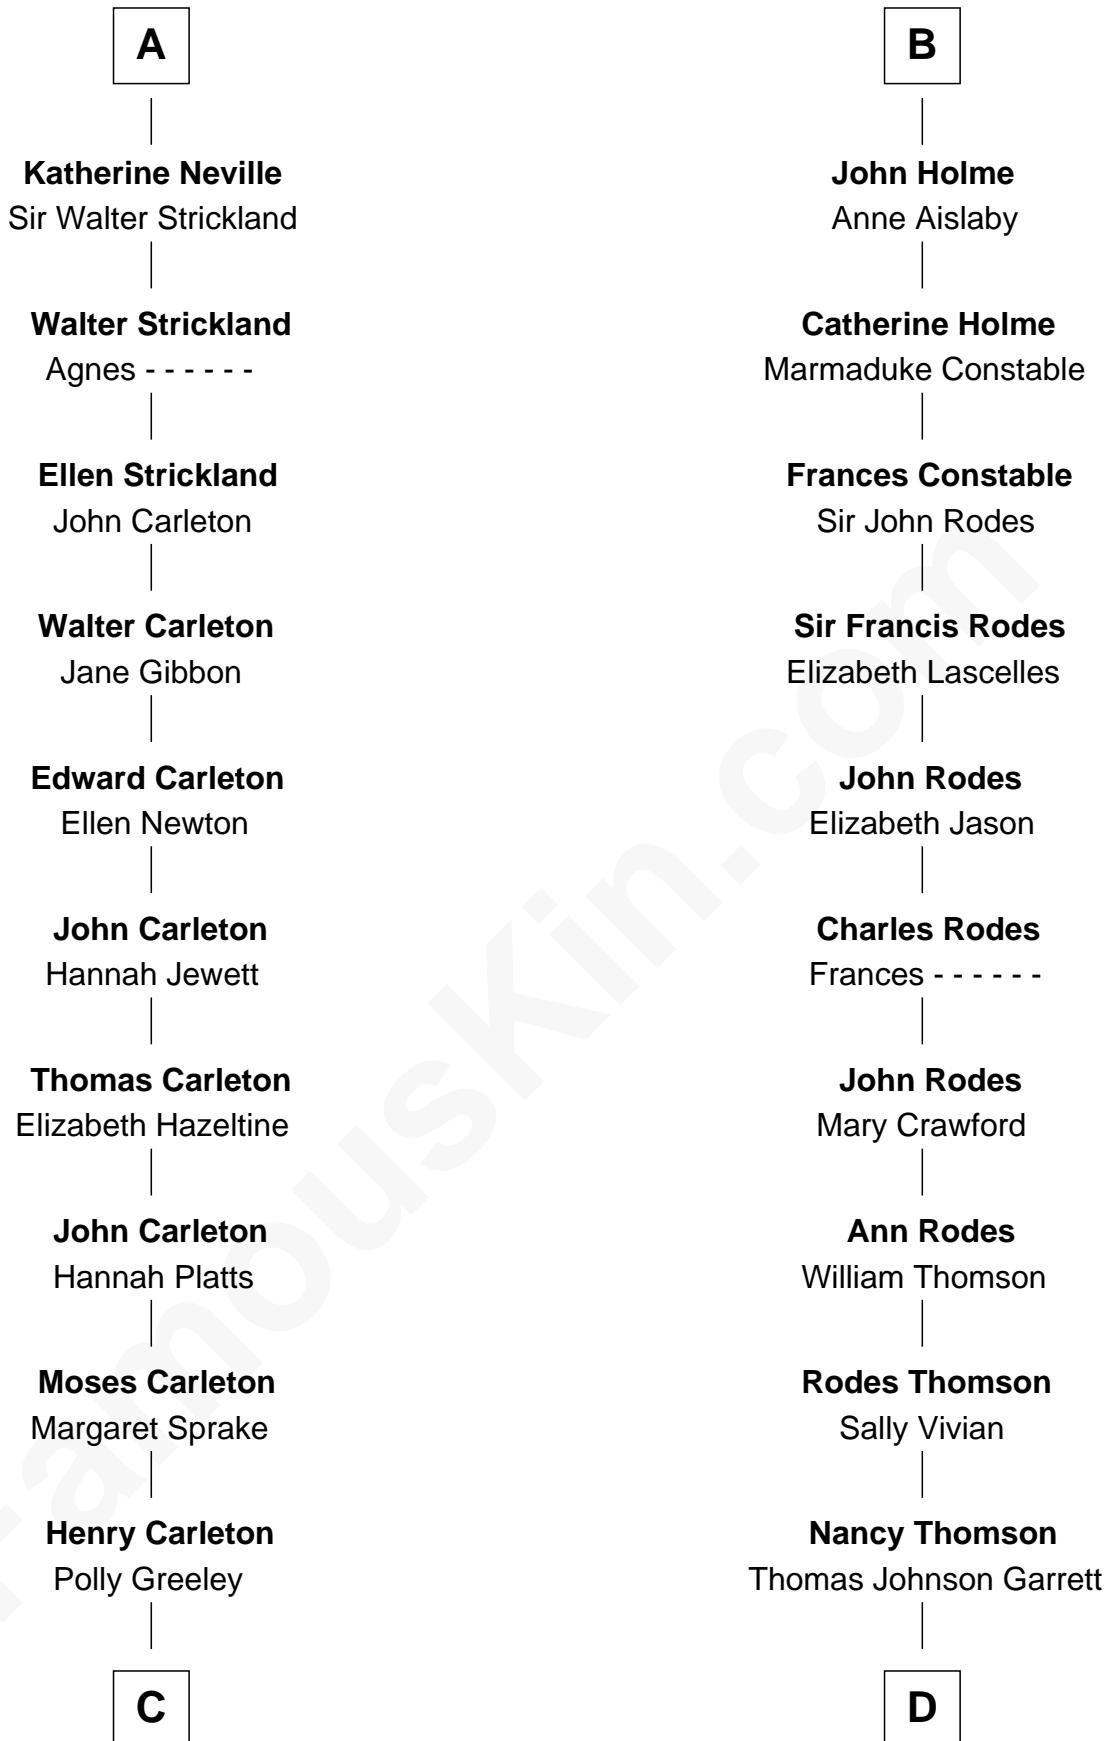 A
Katherine Neville
Sir Walter Strickland
Walter Strickland
Agnes - - - - - -
Ellen Strickland
John Carleton
Walter Carleton
Jane Gibbon
Edward Carleton
Ellen Newton
John Carleton
Hannah Jewett
Thomas Carleton
Elizabeth Hazeltine
John Carleton
Hannah Platts
Moses Carleton
Margaret Sprake
Henry Carleton
Polly Greeley
C
B
John Holme
Anne Aislaby
Catherine Holme
Marmaduke Constable
Frances Constable
Sir John Rodes
Sir Francis Rodes
Elizabeth Lascelles
John Rodes
Elizabeth Jason
Charles Rodes
Frances - - - - - -
John Rodes
Mary Crawford
Ann Rodes
William Thomson
Rodes Thomson
Sally Vivian
Nancy Thomson
Thomas Johnson Garrett
D
FamousKin.com